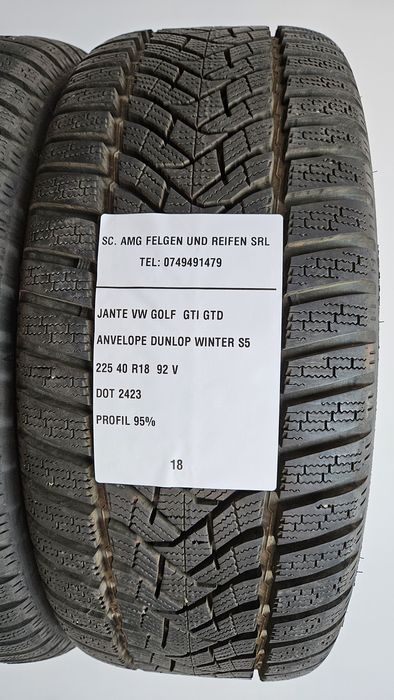 SC. AMG FELGEN UND REIFEN SRL
TEL: 0749491479
JANTE VW GOLF GTI GTD
ANVELOPE DUNLOP WINTER S5
225 40 R18 92 V
DOT 2423
PROFIL 95%
18